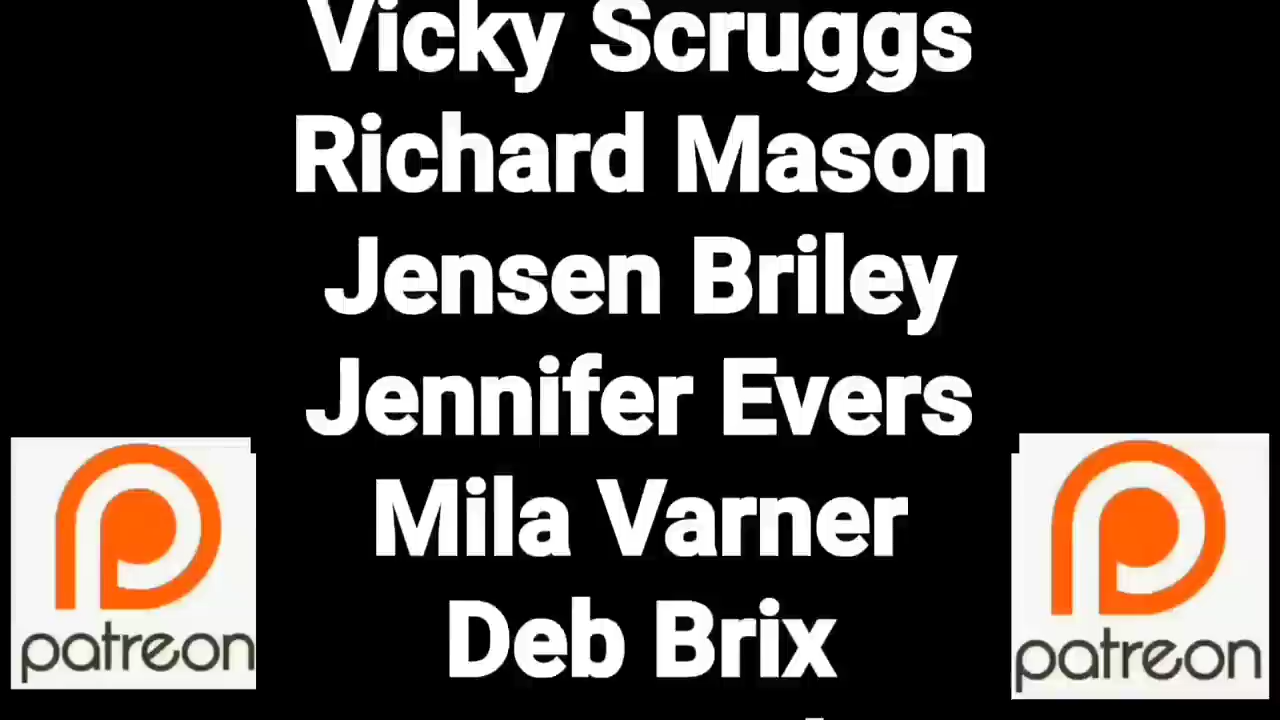 Vicky Scruggs
Richard Mason
Jensen Briley
Jennifer Evers
Mila Varner
Deb Brix
patreon
patreon